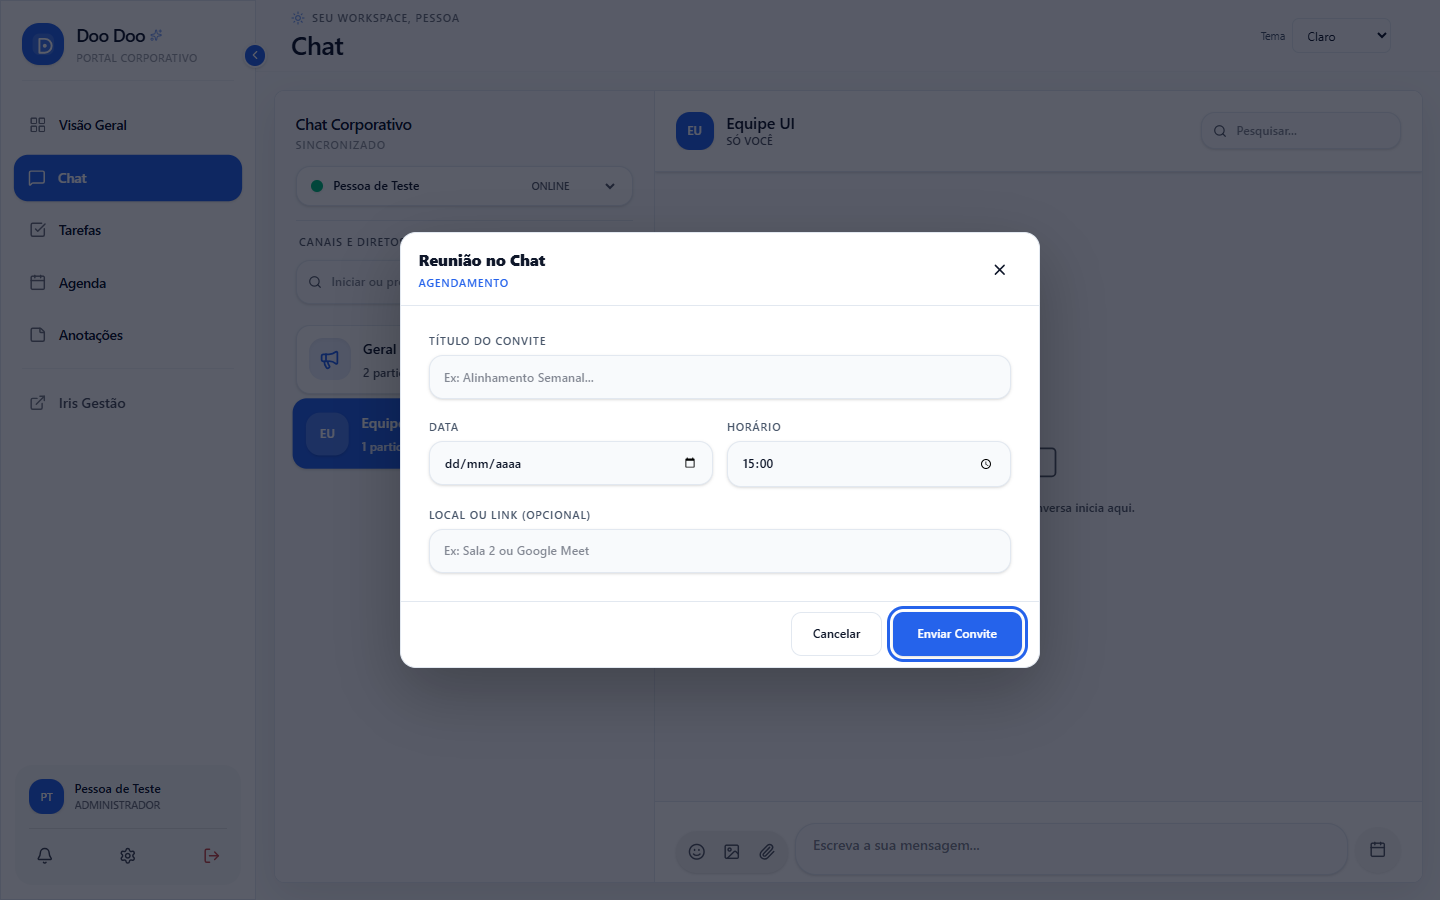 Doo Doo
PORTAL CORPORATIVO
Visão Geral
Chat
Tarefas
Agenda
Anotações
Iris Gestão
PT
Pessoa de Teste
ADMINISTRADOR
SEU WORKSPACE, PESSOA
Chat
Tema
Claro
Chat Corporativo
SINCRONIZADO
Pessoa de Teste
ONLINE
CANAIS E DIRETO
Iniciar ou pr
Geral
2 parti
EU
Equip
1 partic
EU
Equipe UI
SÓ VOCÊ
Pesquisar...
versa inicia aqui.
Escreva a sua mensagem...
Reunião no Chat
AGENDAMENTO
TÍTULO DO CONVITE
Ex: Alinhamento Semanal...
DATA
HORÁRIO
dd/mm/aaaa
15:00
LOCAL OU LINK (OPCIONAL)
Ex: Sala 2 ou Google Meet
Cancelar
Enviar Convite